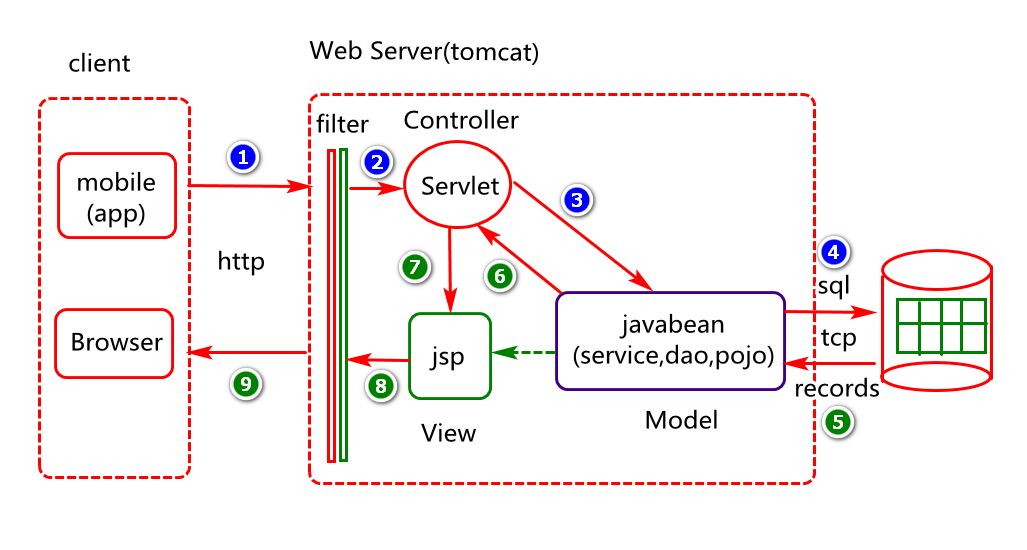 client
Web Server(tomcat)
filter
Controller
1
2
mobile
(app)
Servlet
3
http
7
6
4
sql
Browser
jsp
javabean
(service,dao,pojo)
tcp
9
8
records
View
Model
5